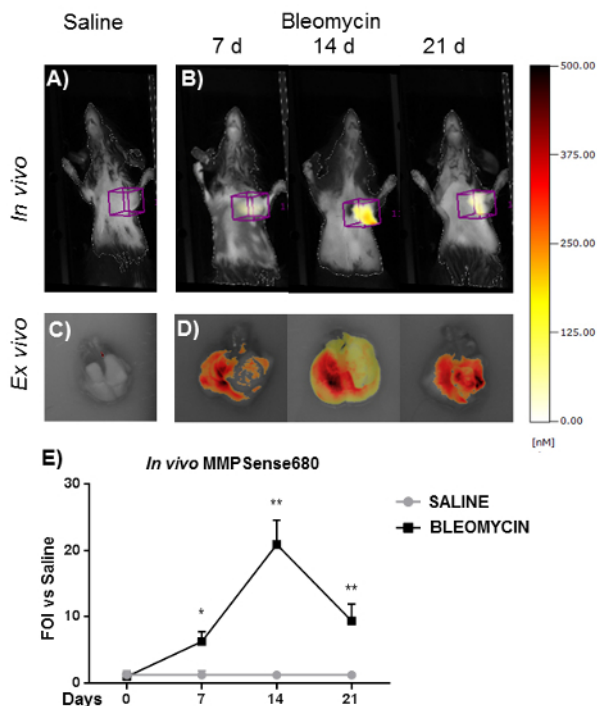 Saline
Bleomycin
7 d 14 d 21 d
In vivo
A)
B)
500.00
375.00
250.00
125.00
0.00
[nM]
Ex vivo
C)
D)
E)
In vivo MMPSense680
FOI vs Saline
30
20
10
0
*
**
**
SALINE
BLEOMYCIN
Days 0 7 14 21